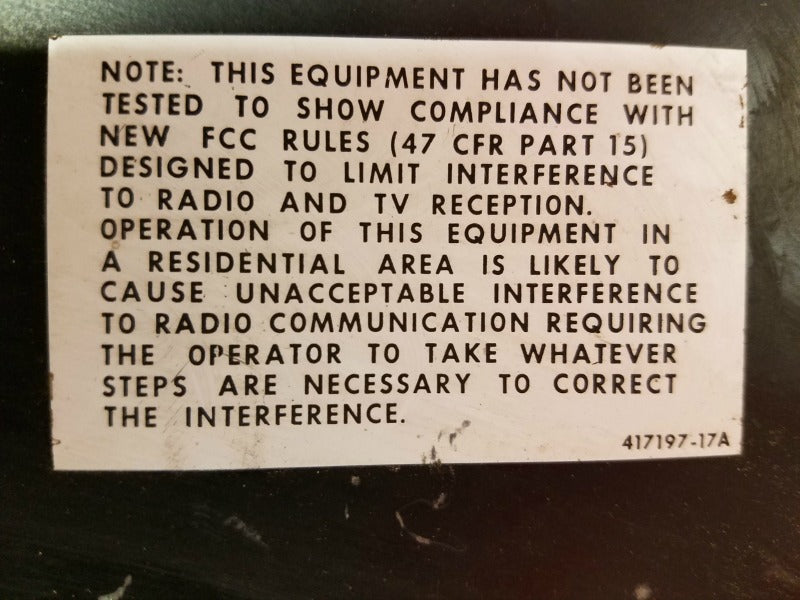 NOTE: THIS EQUIPMENT HAS NOT BEEN
TESTED TO SHOW COMPLIANCE WITH
NEW FCC RULES (47 CFR PART 15)
DESIGNED TO LIMIT INTERFERENCE
TO RADIO AND TV RECEPTION.
OPERATION OF THIS EQUIPMENT IN
A RESIDENTIAL AREA IS LIKELY TO
CAUSE UNACCEPTABLE INTERFERENCE
TO RADIO COMMUNICATION REQUIRING
THE OPERATOR TO TAKE WHATEVER
STEPS ARE NECESSARY TO CORRECT
THE INTERFERENCE.
417197-17A